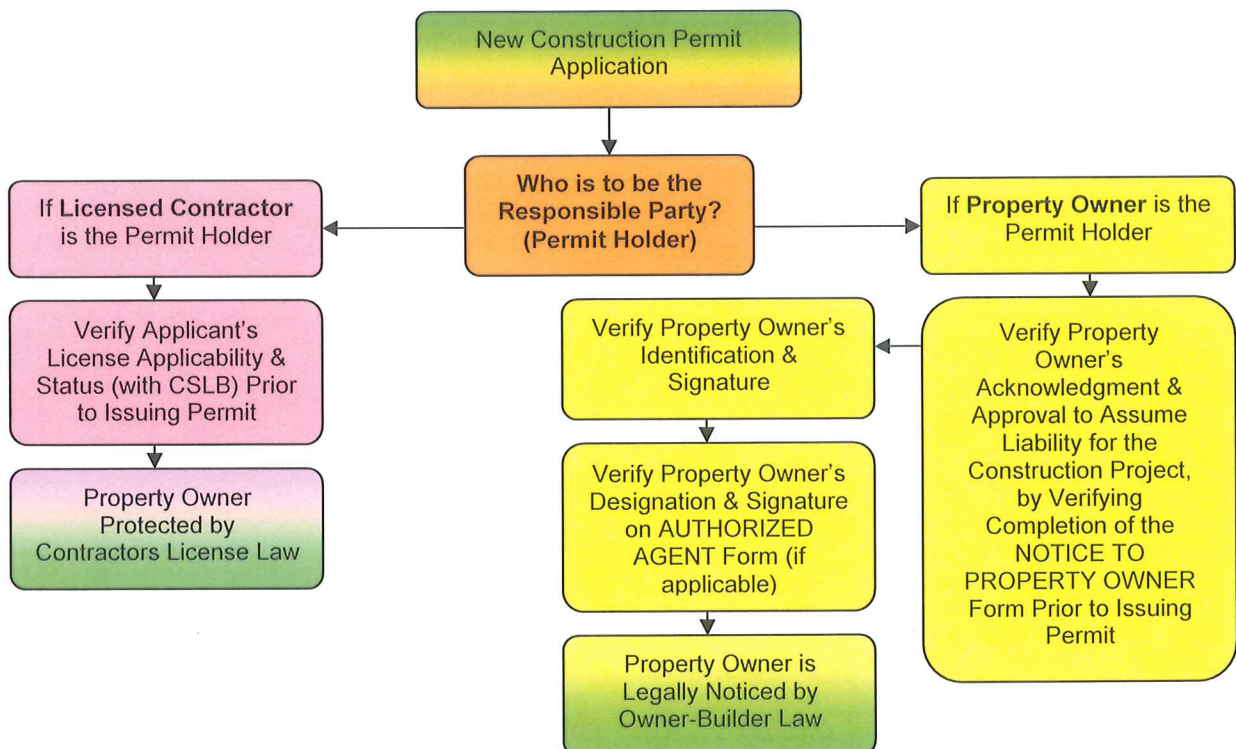 New Construction Permit
Application
Who is to be the
Responsible Party?
(Permit Holder)
If Licensed Contractor
is the Permit Holder
Verify Applicant's
License Applicability &
Status (with CSLB) Prior
to Issuing Permit
Property Owner
Protected by
Contractors License Law
If Property Owner is the
Permit Holder
Verify Property
Owner's
Acknowledgment &
Approval to Assume
Liability for the
Construction Project,
by Verifying
Completion of the
NOTICE TO
PROPERTY OWNER
Form Prior to Issuing
Permit
Verify Property Owner's
Identification &
Signature
Verify Property Owner's
Designation & Signature
on AUTHORIZED
AGENT Form (if
applicable)
Property Owner is
Legally Noticed by
Owner-Builder Law